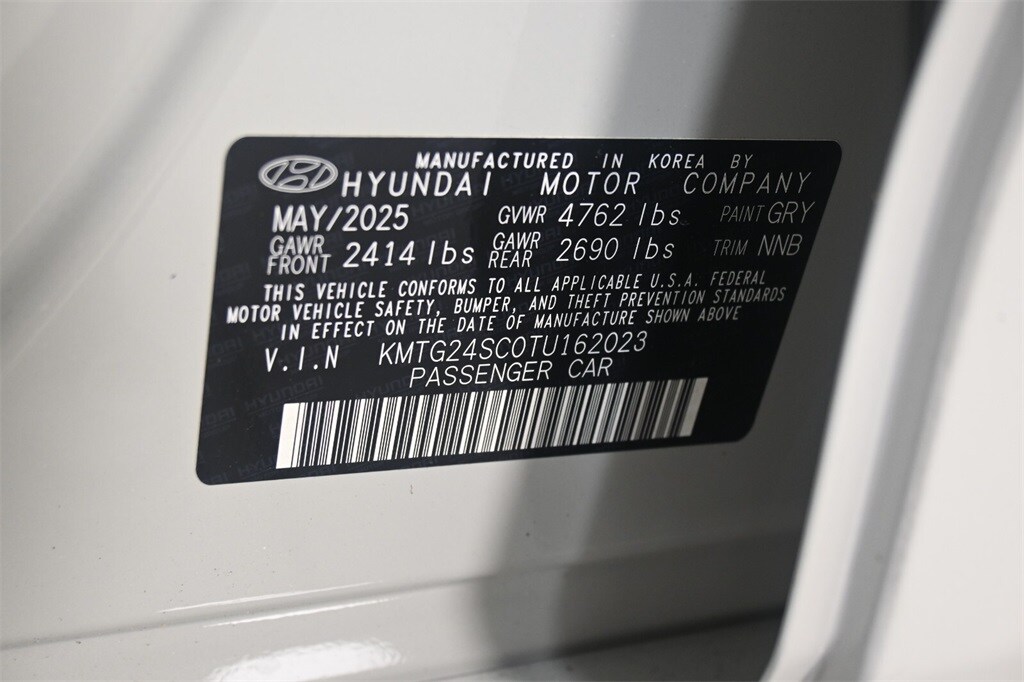 MANUFACTURED IN KOREA BY
HYUNDAI MOTOR COMPANY
MAY/2025 GVWR 4762 lbs PAINT GRY
GAWR FRONT 2414 lbs GAWR REAR 2690 lbs TRIM NNB
THIS VEHICLE CONFORMS TO ALL APPLICABLE U.S.A. FEDERAL
MOTOR VEHICLE SAFETY, BUMPER, AND THEFT PREVENTION STANDARDS
IN EFFECT ON THE DATE OF MANUFACTURE SHOWN ABOVE
V.I.N KMTG24SC0TU162023
PASSENGER CAR